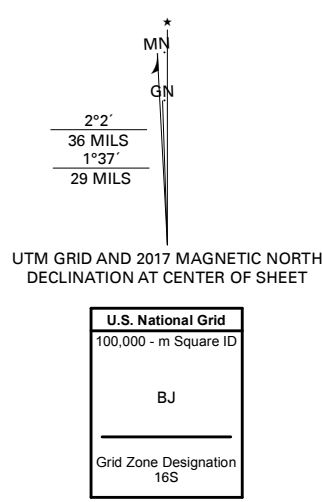 MN
GN
2°2´
36 MILS
1°37´
29 MILS
UTM GRID AND 2017 MAGNETIC NORTH
DECLINATION AT CENTER OF SHEET
U.S. National Grid
100,000 - m Square ID
BJ
Grid Zone Designation
16S